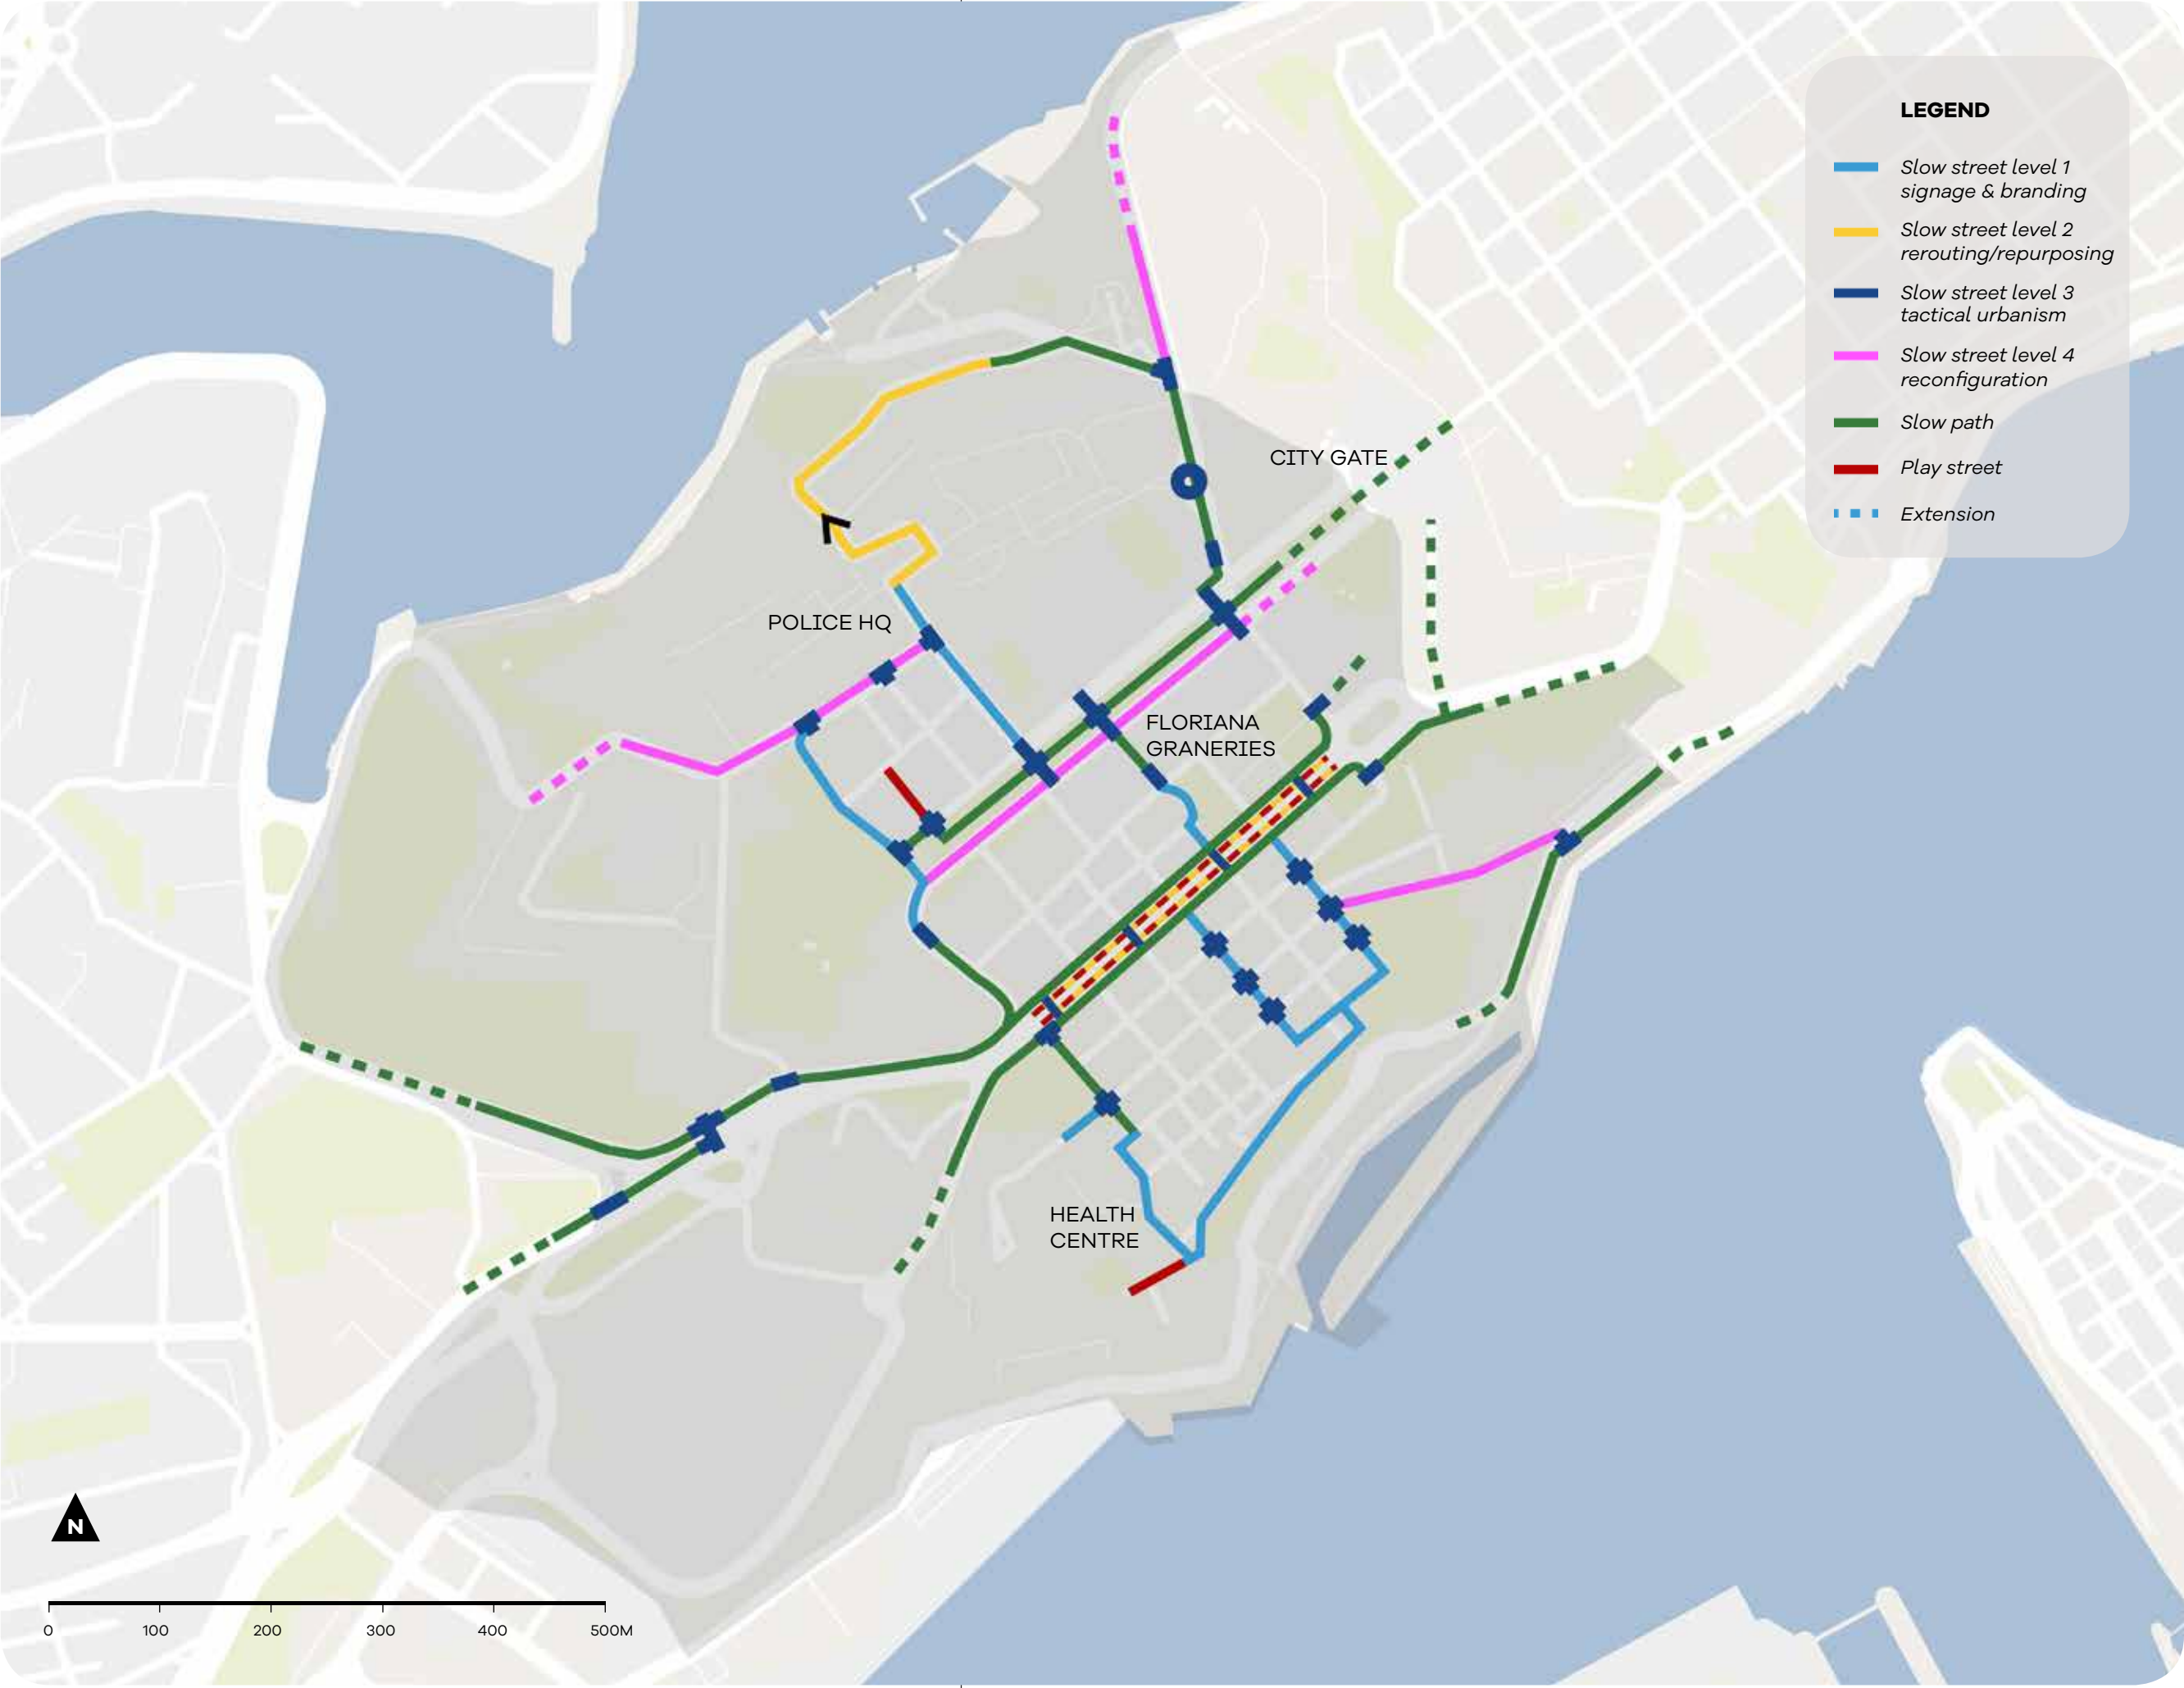 LEGEND
Slow street level 1
signage & branding
Slow street level 2
rerouting/repurposing
Slow street level 3
tactical urbanism
Slow street level 4
reconfiguration
Slow path
Play street
Extension
CITY GATE
POLICE HQ
FLORIANA
GRANERIES
HEALTH
CENTRE
N
0 100 200 300 400 500M